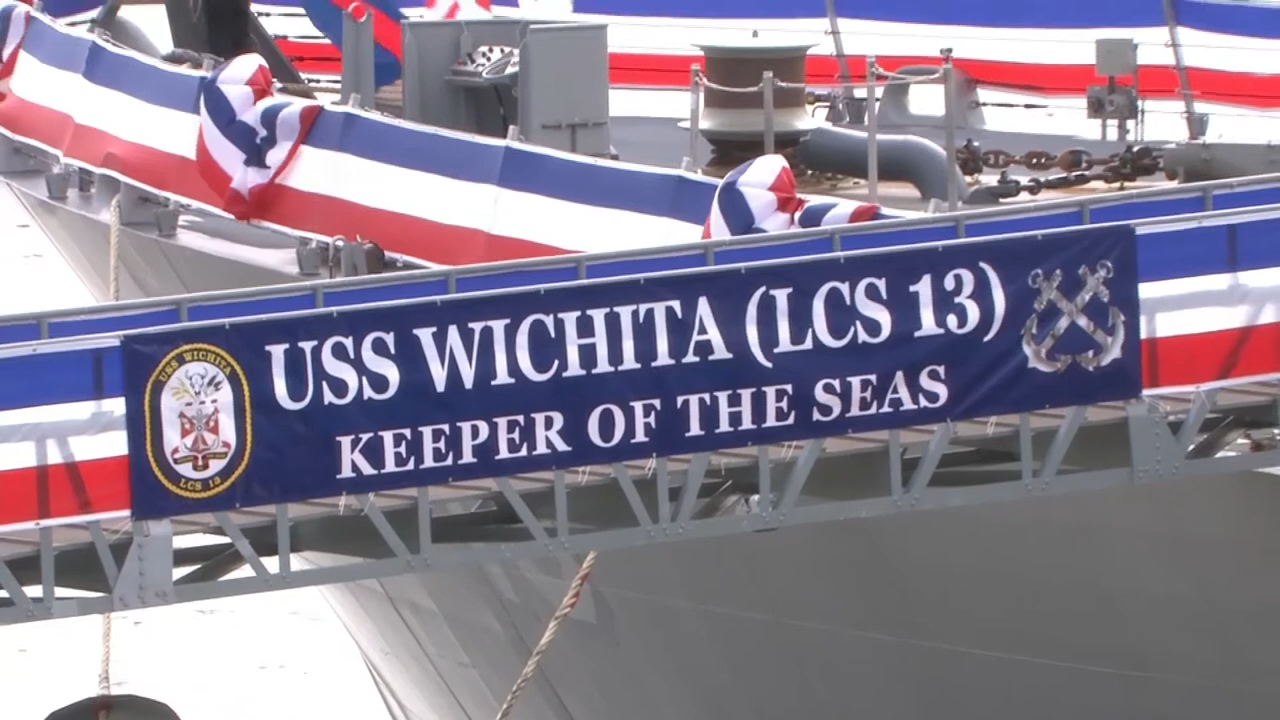 USS WICHITA (LCS 13)
KEEPER OF THE SEAS
USS WICHITA
LCS 13